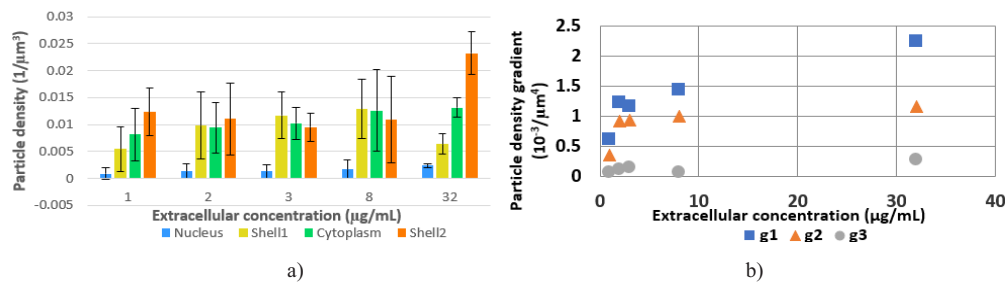 Particle density (1/µm³)
0.03
0.025
0.02
0.015
0.01
0.005
0
-0.005
1 2 3 8 32
Extracellular concentration (µg/mL)
Nucleus Shell1 Cytoplasm Shell2
a)
Particle density gradient
(10⁻³/µm⁴)
2.5
2
1.5
1
0.5
0
0 10 20 30 40
Extracellular concentration (µg/mL)
g1 g2 g3
b)